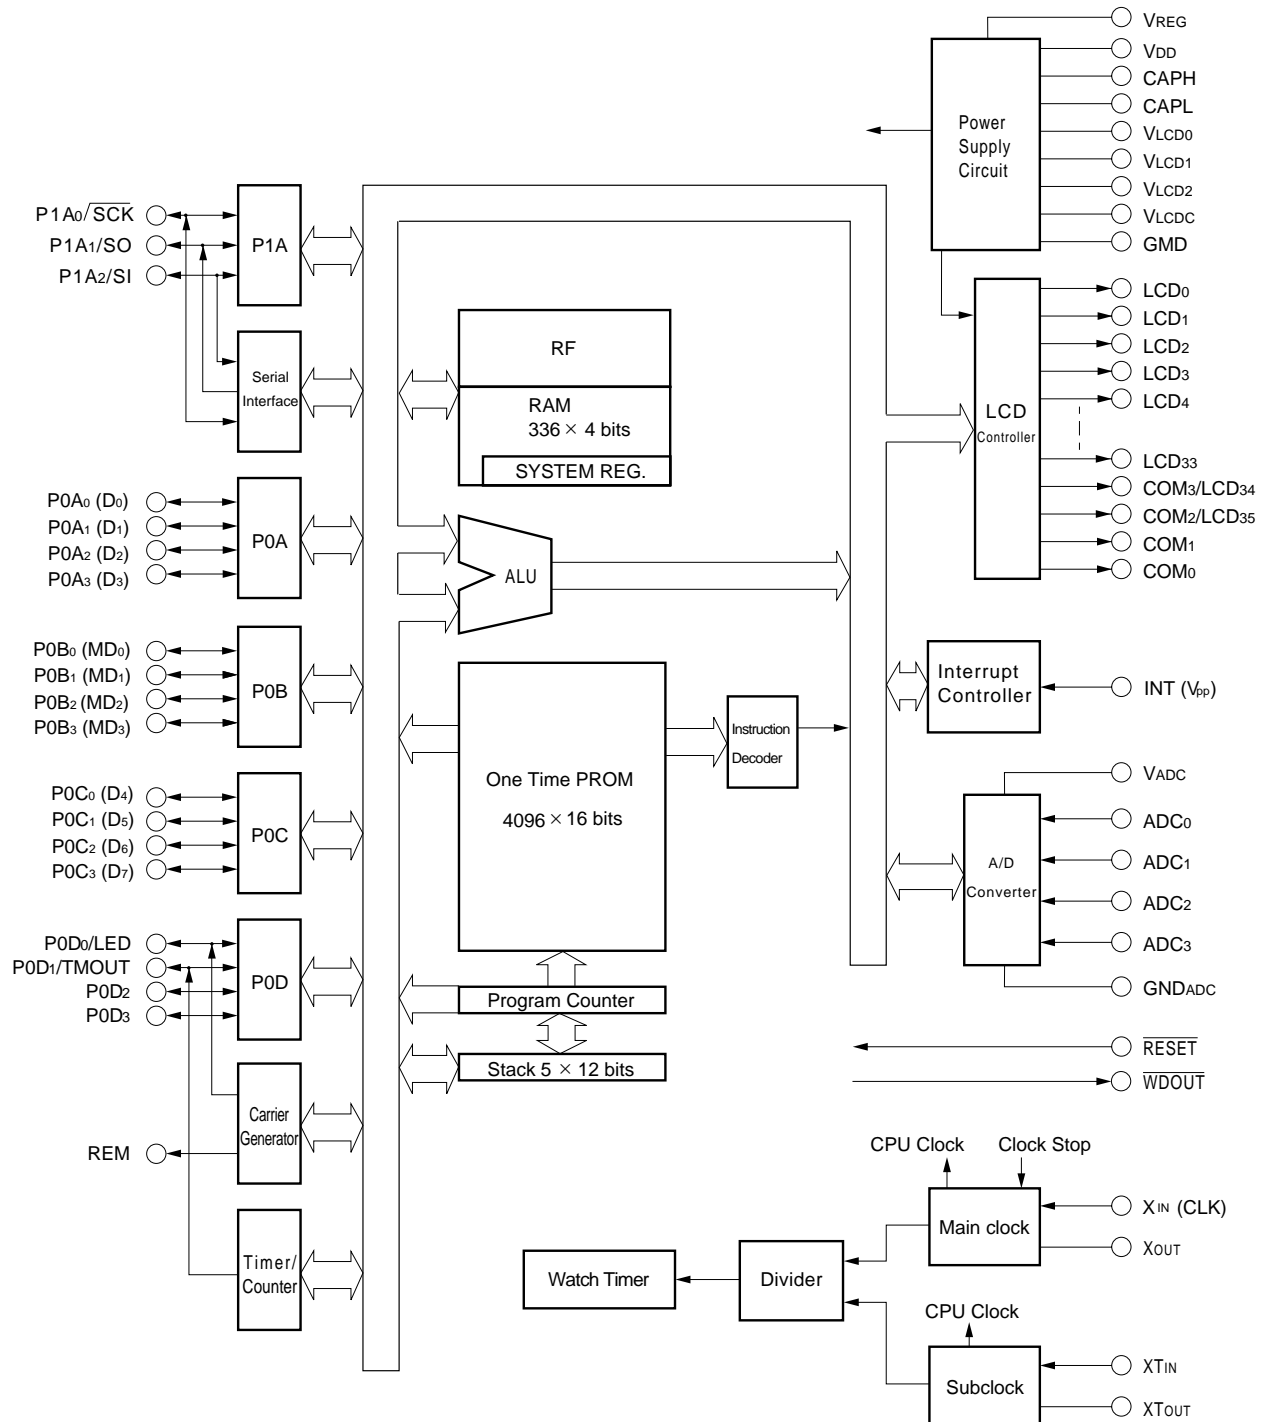 VREG
VDD
CAPH
CAPL
VLCD0
VLCD1
VLCD2
VLCDC
GMD
Power
Supply
Circuit
P1A0/SCK
P1A1/SO
P1A2/SI
P1A
Serial
Interface
RF
RAM
336 × 4 bits
SYSTEM REG.
LCD
Controller
LCD0
LCD1
LCD2
LCD3
LCD4
LCD33
COM3/LCD34
COM2/LCD35
COM1
COM0
P0A0 (D0)
P0A1 (D1)
P0A2 (D2)
P0A3 (D3)
P0A
ALU
P0B0 (MD0)
P0B1 (MD1)
P0B2 (MD2)
P0B3 (MD3)
P0B
One Time PROM
4096 × 16 bits
Instruction
Decoder
Interrupt
Controller
INT (Vpp)
P0C0 (D4)
P0C1 (D5)
P0C2 (D6)
P0C3 (D7)
P0C
A/D
Converter
VADC
ADC0
ADC1
ADC2
ADC3
GNDADC
P0D0/LED
P0D1/TMOUT
P0D2
P0D3
P0D
Program Counter
Stack 5 × 12 bits
RESET
WDOUT
REM
Carrier
Generator
Timer/
Counter
CPU Clock
Clock Stop
Main clock
XIN (CLK)
XOUT
Watch Timer
Divider
CPU Clock
Subclock
XTIN
XTOUT